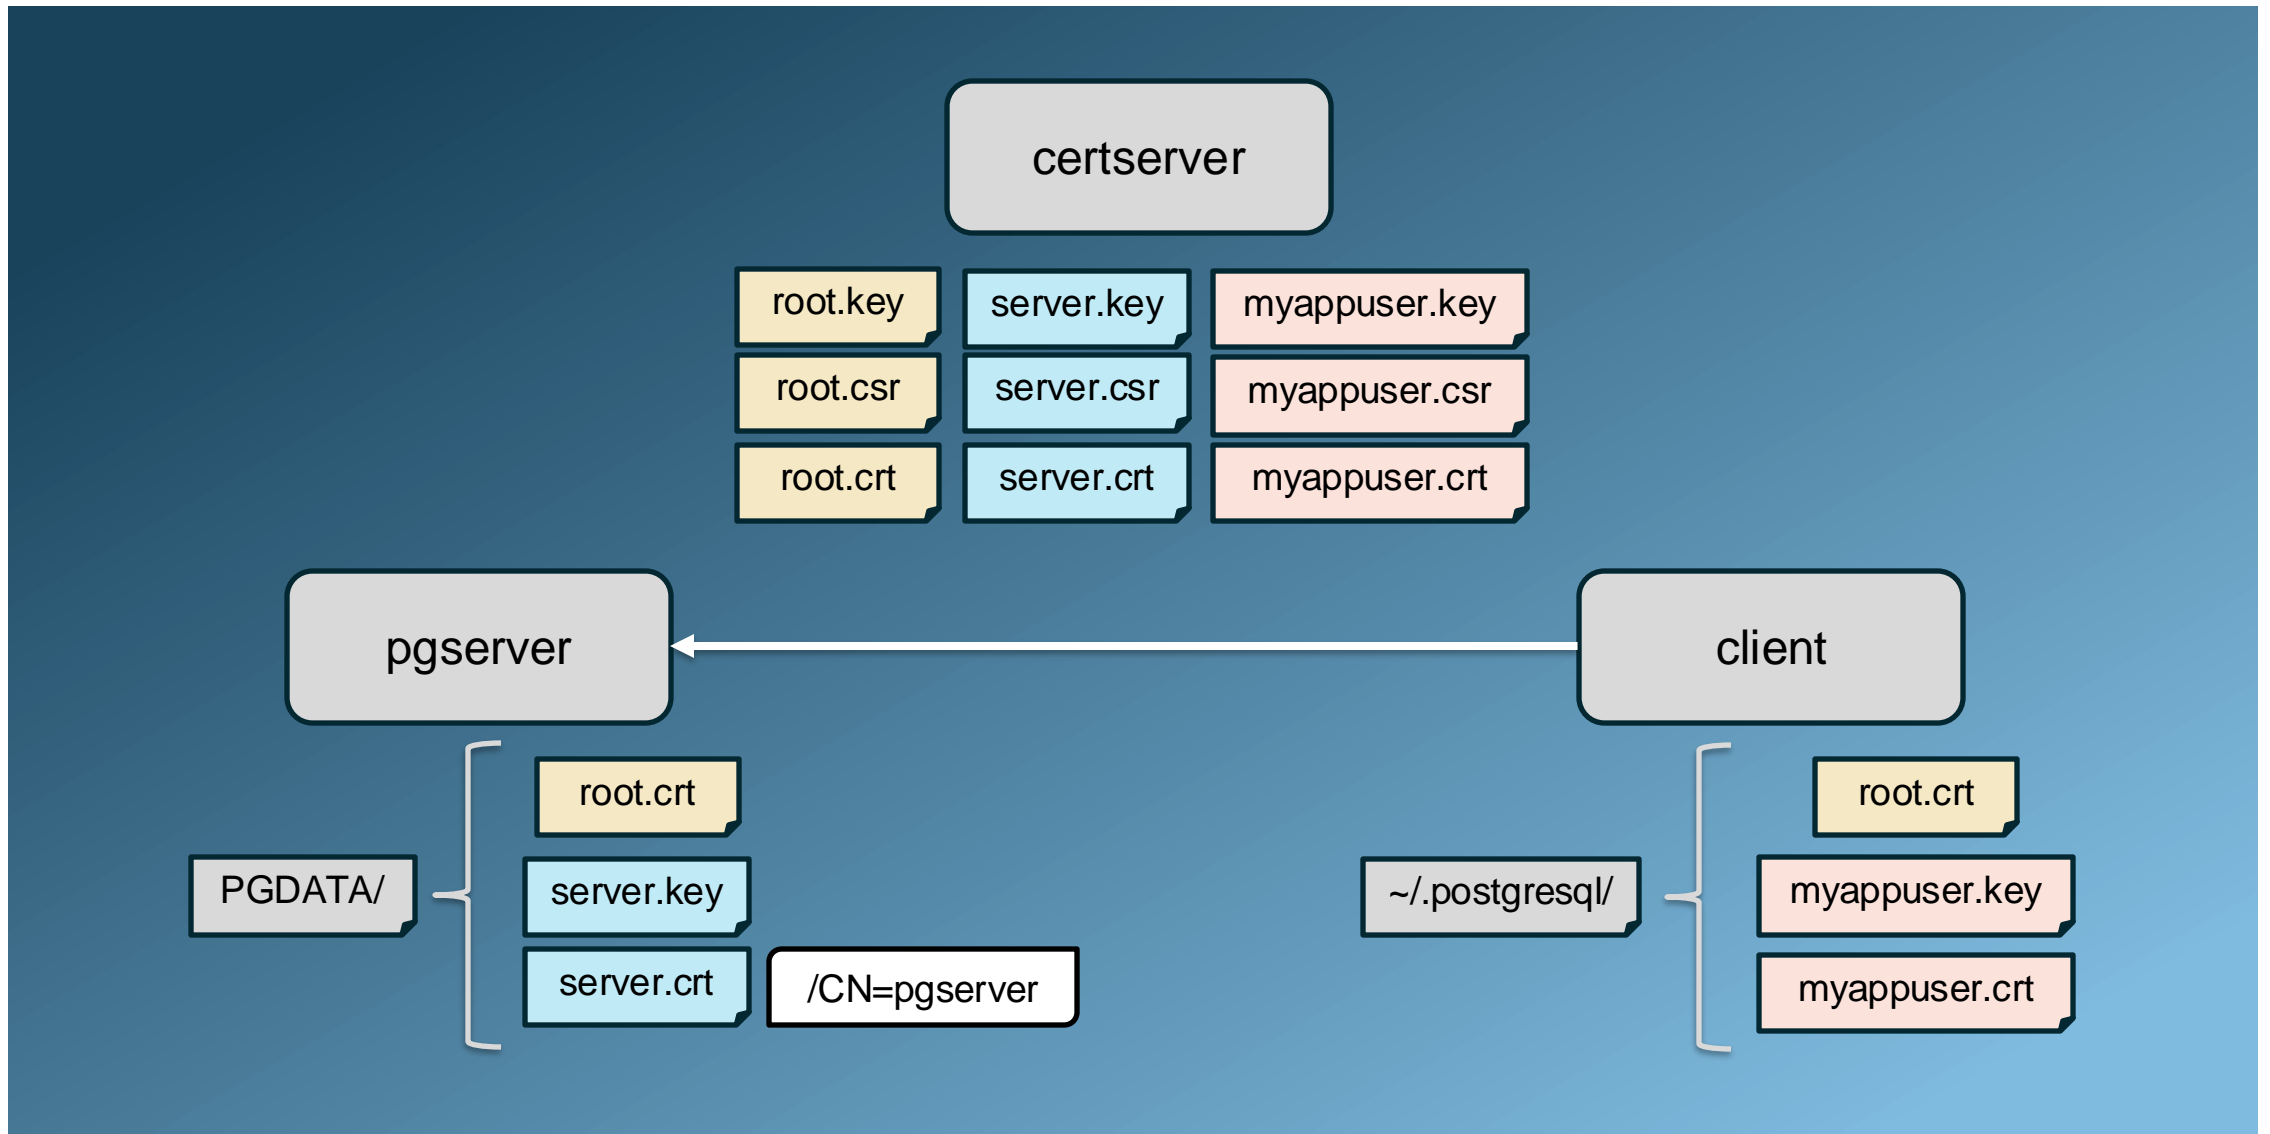 certserver
root.key
server.key
myappuser.key
root.csr
server.csr
myappuser.csr
root.crt
server.crt
myappuser.crt
pgserver
client
root.crt
PGDATA/
server.key
server.crt
/CN=pgserver
root.crt
~/.postgresql/
myappuser.key
myappuser.crt